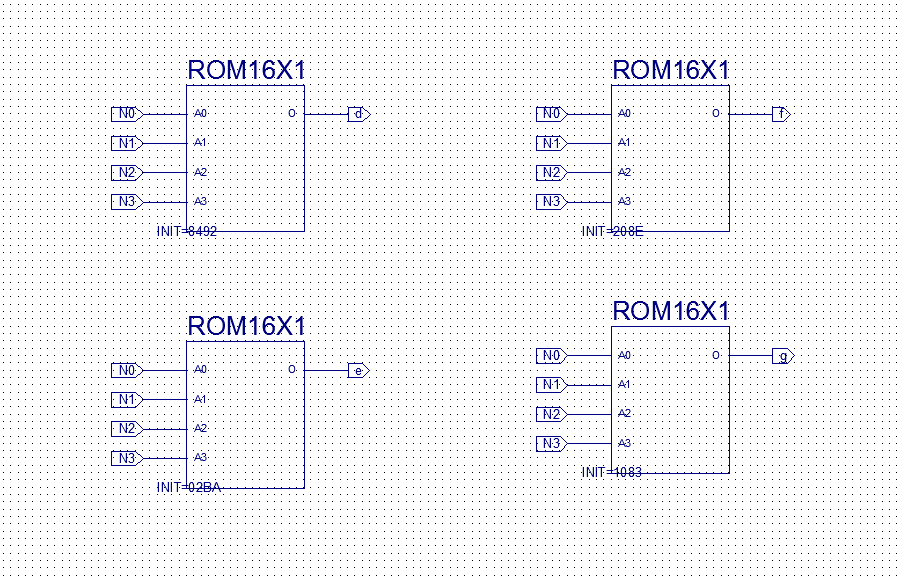 ROM16X1
N0
A0
O
d
N1
A1
N2
A2
N3
A3
INIT=8492
ROM16X1
N0
A0
O
f
N1
A1
N2
A2
N3
A3
INIT=208E
ROM16X1
N0
A0
O
e
N1
A1
N2
A2
N3
A3
INIT=02BA
ROM16X1
N0
A0
O
g
N1
A1
N2
A2
N3
A3
INIT=1083